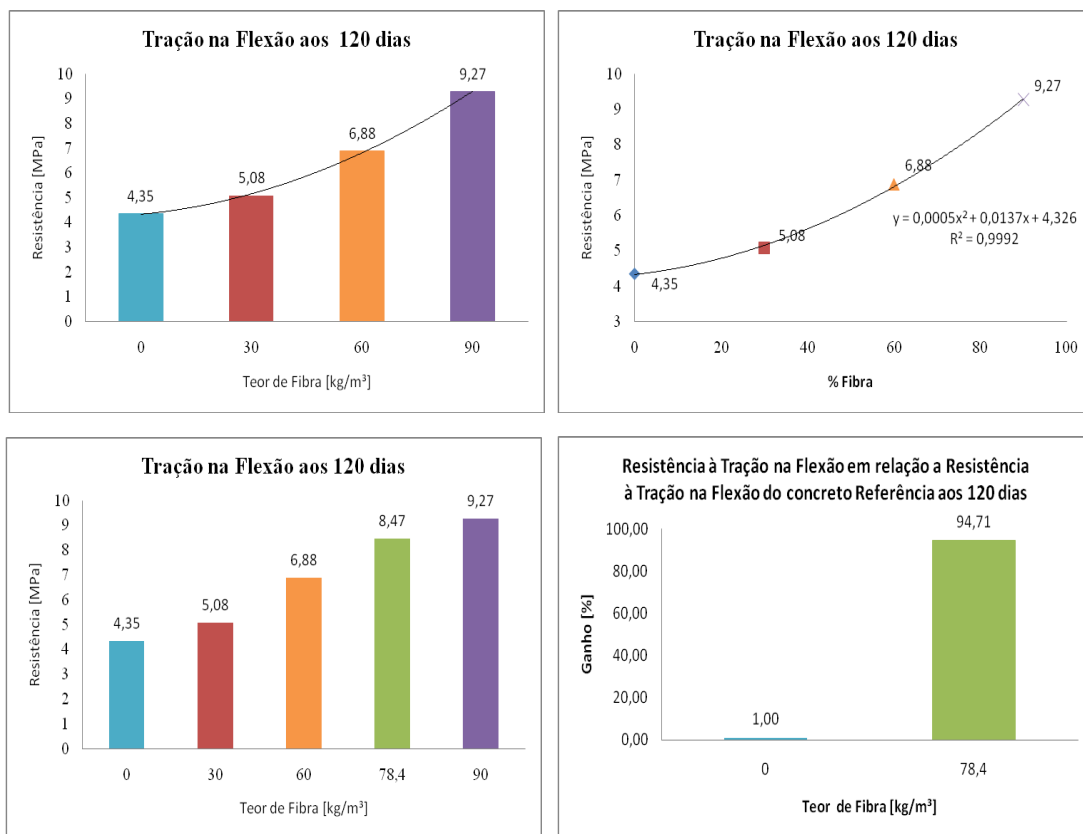 Tração na Flexão aos 120 dias
Resistência [MPa]
10
9
8
7
6
5
4
3
2
1
0
4,35
5,08
6,88
9,27
0 30 60 90
Teor de Fibra [kg/m³]
Tração na Flexão aos 120 dias
Resistência [MPa]
10
9
8
7
6
5
4
3
9,27
6,88
5,08
4,35
y = 0,0005x² + 0,0137x + 4,326
R² = 0,9992
0 20 40 60 80 100
% Fibra
Tração na Flexão aos 120 dias
Resistência [MPa]
10
9
8
7
6
5
4
3
2
1
0
4,35
5,08
6,88
8,47
9,27
0 30 60 78,4 90
Teor de Fibra [kg/m³]
Resistência à Tração na Flexão em relação a Resistência
à Tração na Flexão do concreto Referência aos 120 dias
Ganho [%]
100,00
80,00
60,00
40,00
20,00
0,00
1,00
94,71
0 78,4
Teor de Fibra [kg/m³]